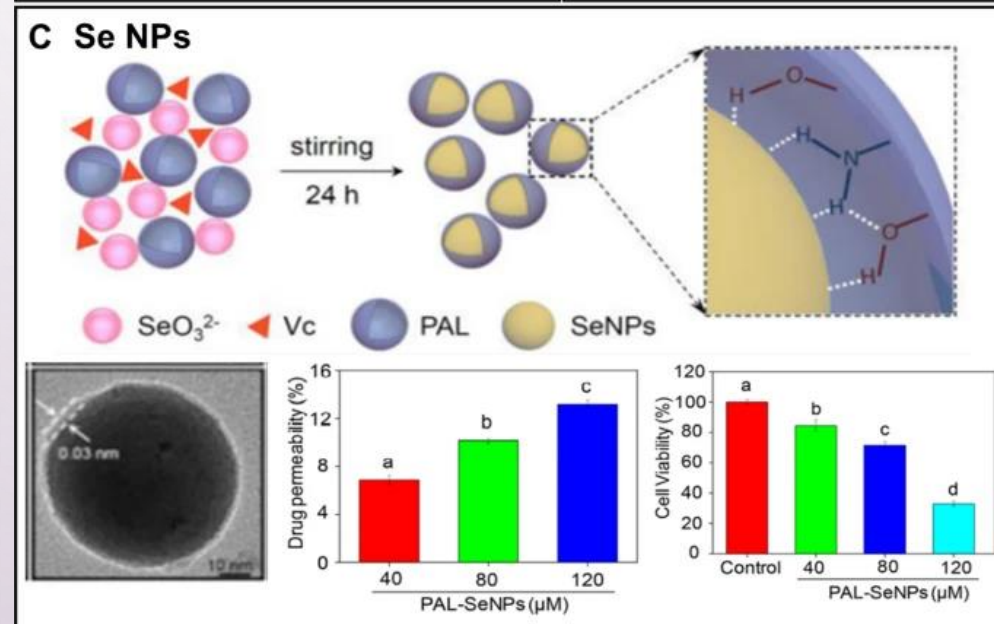 C Se NPs
stirring
24 h
H
O
H
N
H
O
H
SeO₃²⁻
Vc
PAL
SeNPs
0.03 nm
10 nm
Drug permeability (%)
16
12
8
4
0
a
b
c
40
80
120
PAL-SeNPs (μM)
Cell Viability (%)
120
100
80
60
40
20
0
a
b
c
d
Control
40
80
120
PAL-SeNPs (μM)